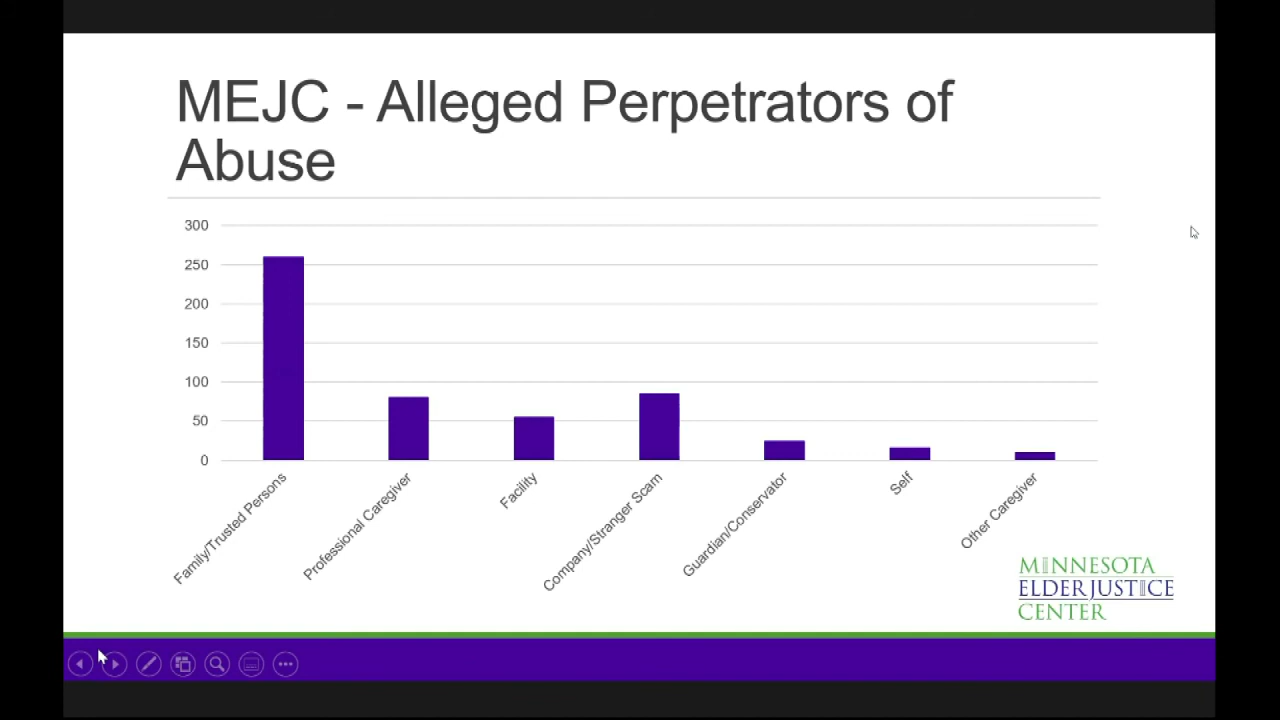 MEJC - Alleged Perpetrators of
Abuse
300
250
200
150
100
50
0
Family/Trusted Persons
Professional Caregiver
Facility
Company/Stranger Scam
Guardian/Conservator
Self
Other Caregiver
MINNESOTA
ELDER JUSTICE
CENTER